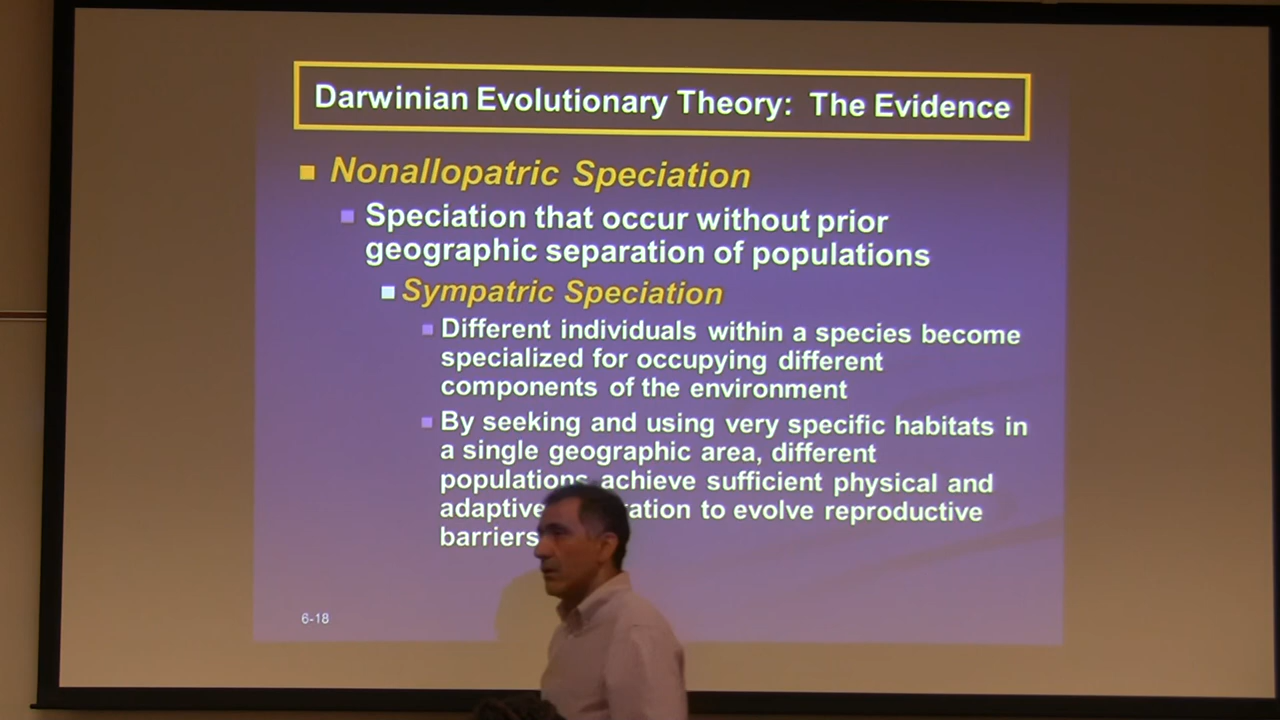 Darwinian Evolutionary Theory: The Evidence
Nonallopatric Speciation
Speciation that occur without prior
geographic separation of populations
Sympatric Speciation
Different individuals within a species become
specialized for occupying different
components of the environment
By seeking and using very specific habitats in
a single geographic area, different
populations achieve sufficient physical and
adaptive to evolve reproductive
barriers
6-18